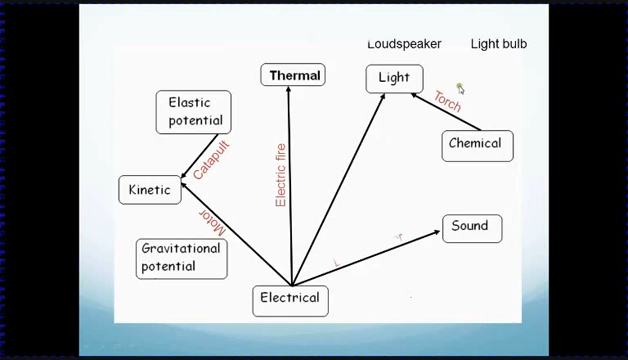 Loudspeaker Light bulb
Thermal
Light
Elastic
potential
Torch
Chemical
Catapult
Electric fire
Kinetic
Motor
Sound
Gravitational
potential
Electrical